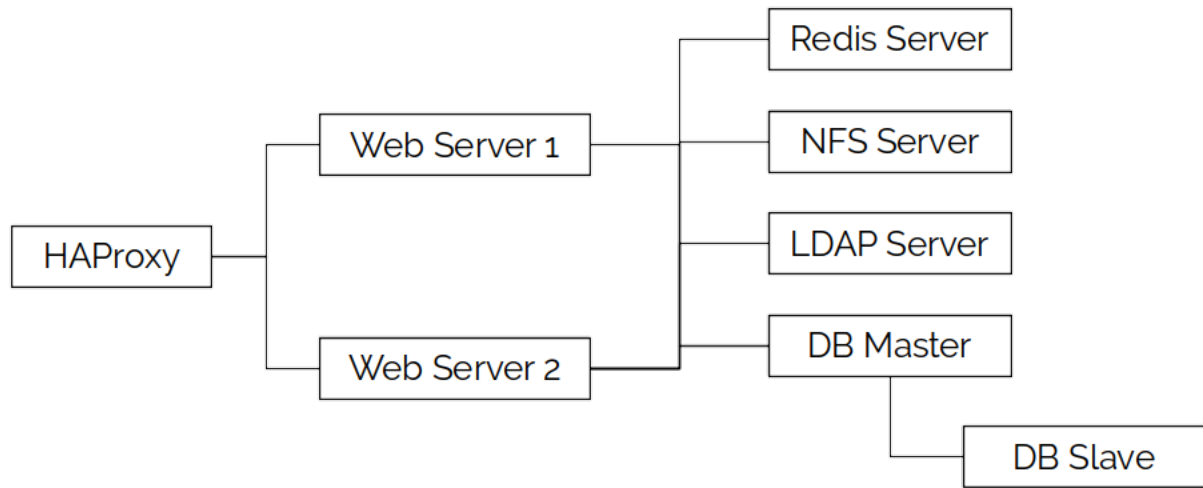 Redis Server
NFS Server
Web Server 1
LDAP Server
HAProxy
DB Master
Web Server 2
DB Slave